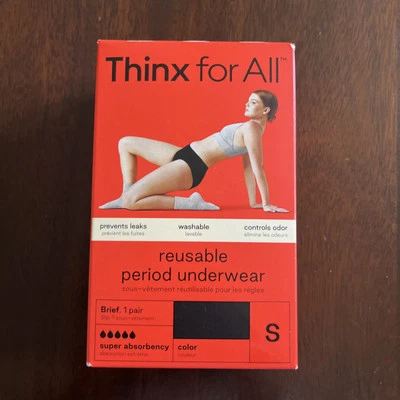 Thinx for All™
prevents leaks washable controls odor
prévient les fuites lavable élimine les odeurs
reusable
period underwear
sous-vêtement réutilisable pour les règles
Brief, 1 pair
super absorbency color
couleur
S